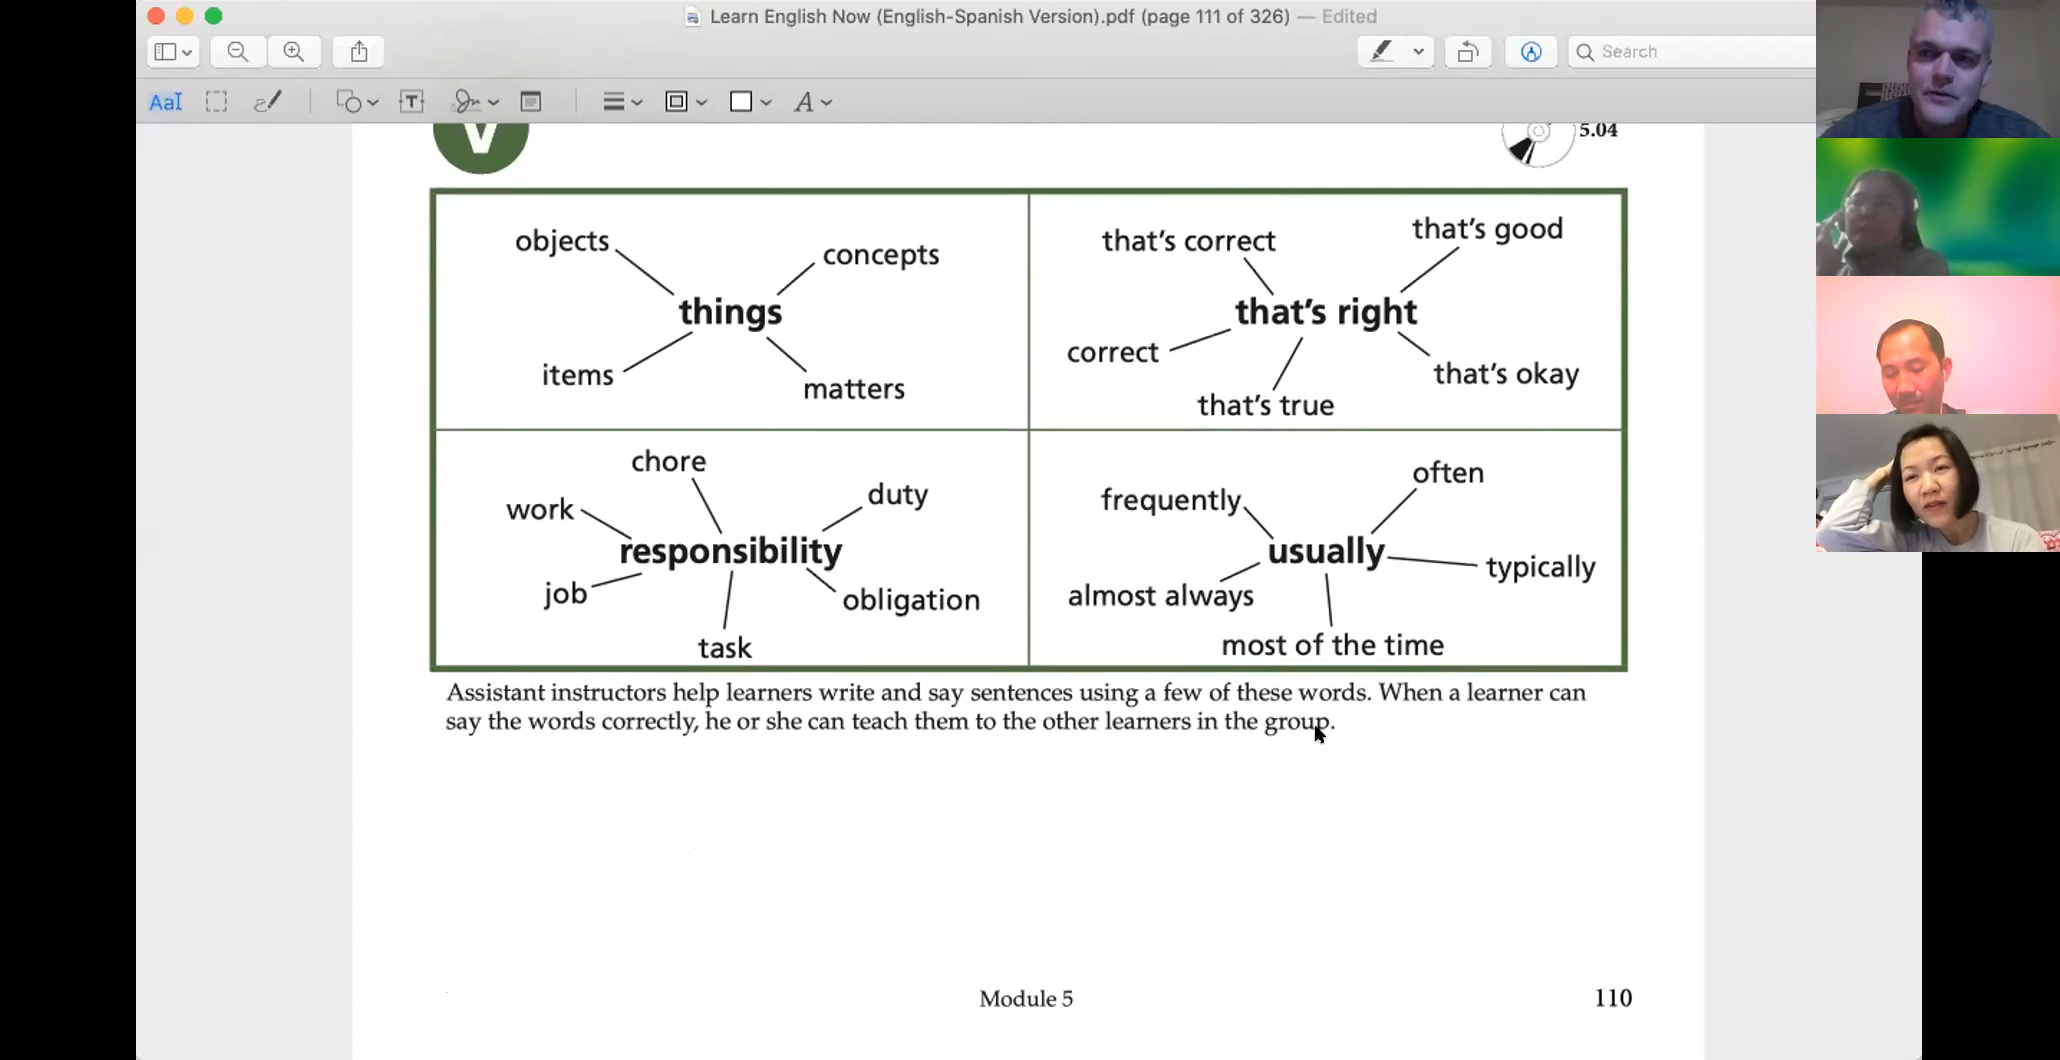 Learn English Now (English-Spanish Version).pdf (page 111 of 326) — Edited
Search
AaI
T
A
V
5.04
objects
concepts
things
items
matters
that's correct
that's good
that's right
correct
that's okay
that's true
chore
work
duty
responsibility
job
obligation
task
often
frequently
usually
typically
almost always
most of the time
Assistant instructors help learners write and say sentences using a few of these words. When a learner can
say the words correctly, he or she can teach them to the other learners in the group.
Module 5
110